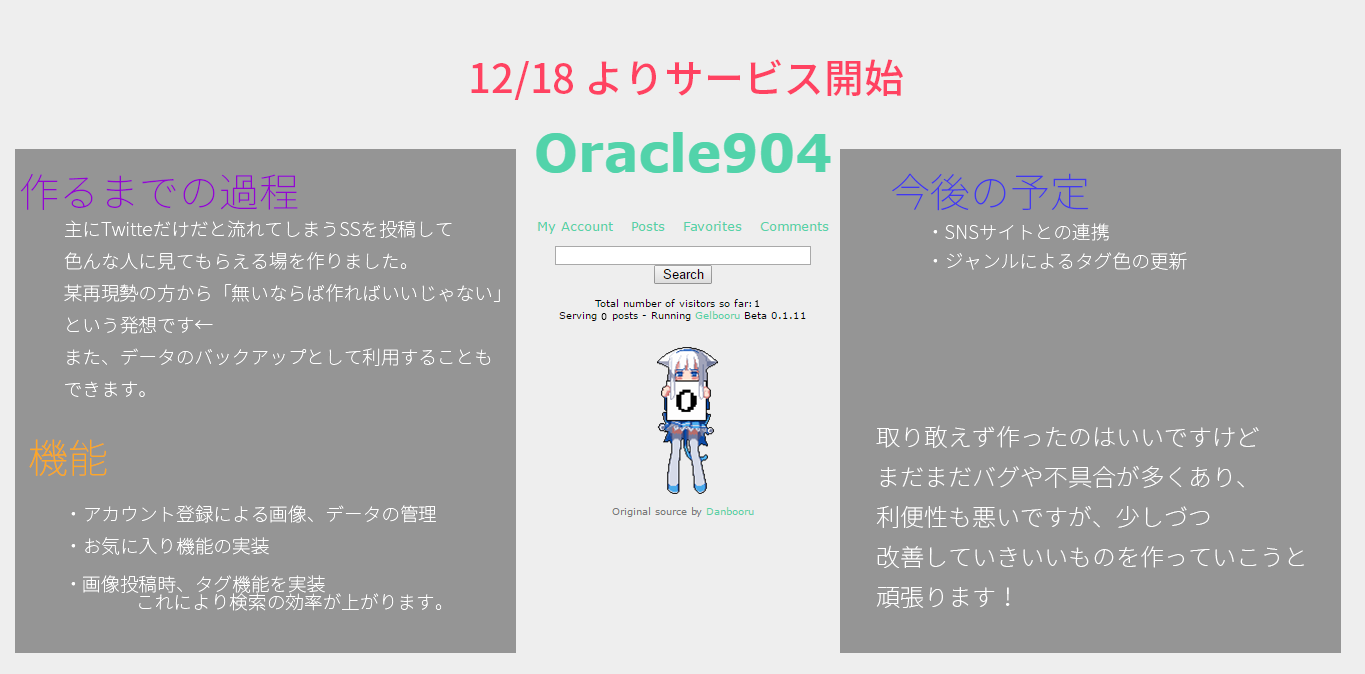 12/18 よりサービス開始
作るまでの過程
主にTwitteだけだと流れてしまうSSを投稿して
色んな人に見てもらえる場を作りました。
某再現勢の方から「無いならば作ればいいじゃない」
という発想です←
また、データのバックアップとして利用することも
できます。
機能
・アカウント登録による画像、データの管理
・お気に入り機能の実装
・画像投稿時、タグ機能を実装
これにより検索の効率が上がります。
Oracle904
My Account Posts Favorites Comments
Search
Total number of visitors so far: 1
Serving 0 posts - Running Gelbooru Beta 0.1.11
0
Original source by Danbooru
今後の予定
・SNSサイトとの連携
・ジャンルによるタグ色の更新
取り敢えず作ったのはいいですけど
まだまだバグや不具合が多くあり、
利便性も悪いですが、少しづつ
改善していきいいものを作っていこうと
頑張ります！